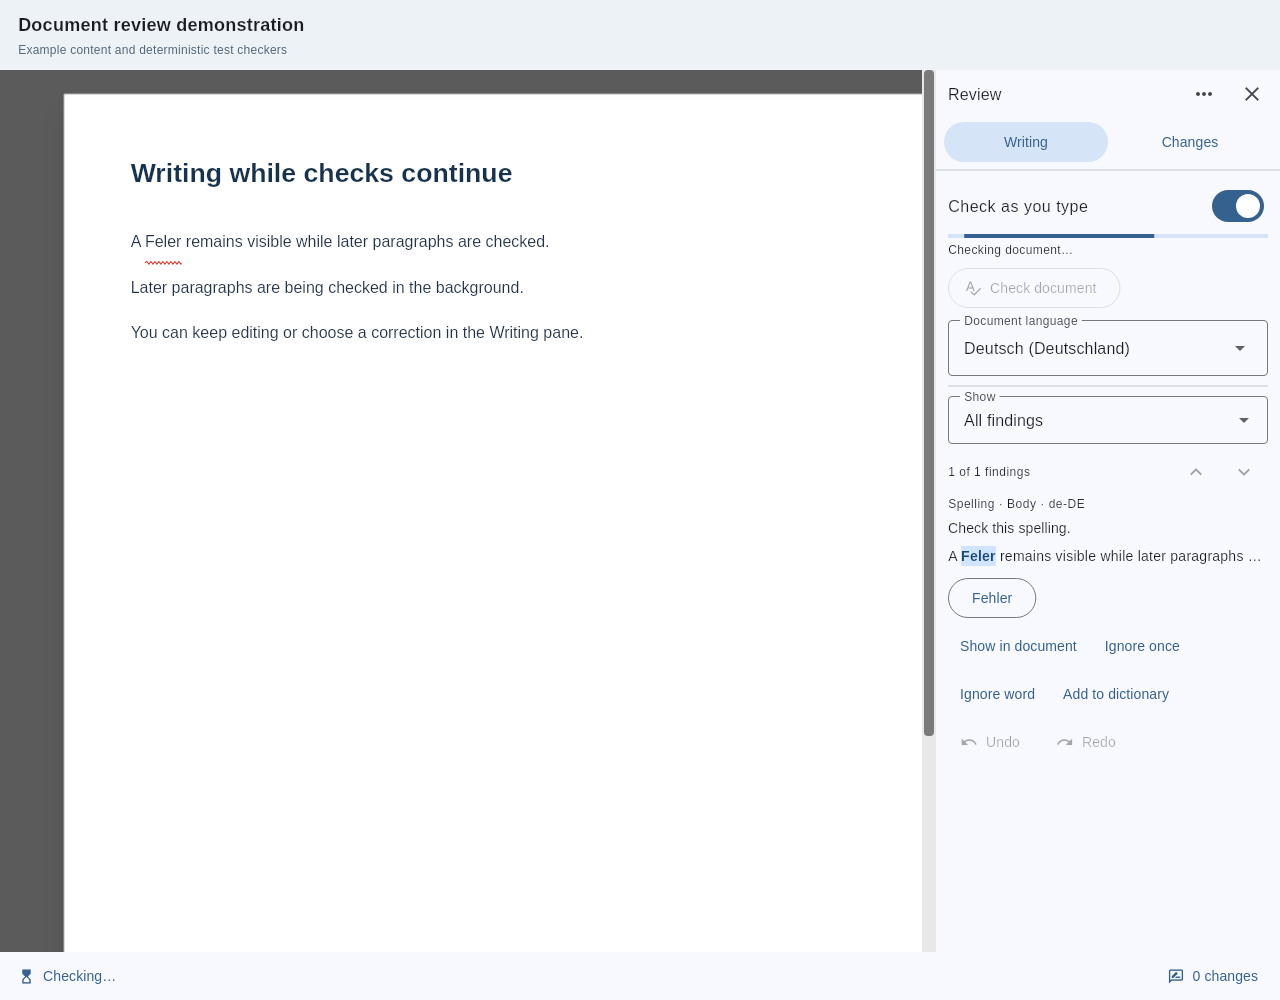 Document review demonstration
Example content and deterministic test checkers
Writing while checks continue
A Feler remains visible while later paragraphs are checked.
Later paragraphs are being checked in the background.
You can keep editing or choose a correction in the Writing pane.
Review
Writing
Changes
Check as you type
Checking document…
Check document
Document language
Deutsch (Deutschland)
Show
All findings
1 of 1 findings
Spelling · Body · de-DE
Check this spelling.
A Feler remains visible while later paragraphs …
Fehler
Show in document
Ignore once
Ignore word
Add to dictionary
Undo
Redo
Checking…
0 changes